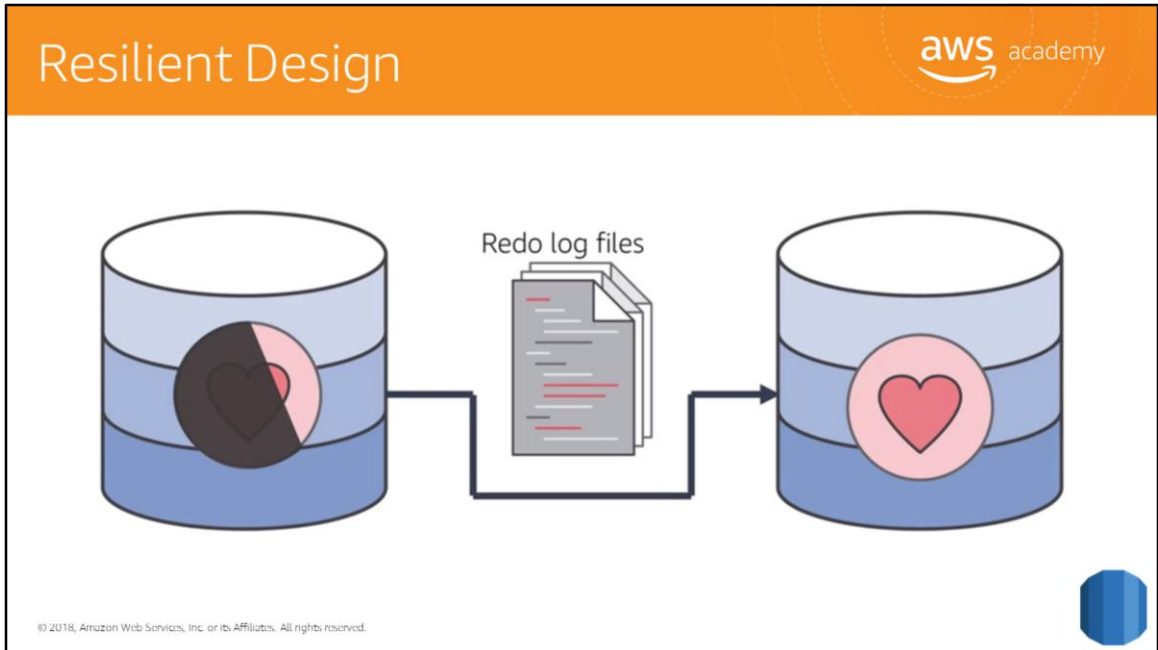 Resilient Design
aws academy
Redo log files
© 2018, Amazon Web Services, Inc. or its Affiliates. All rights reserved.